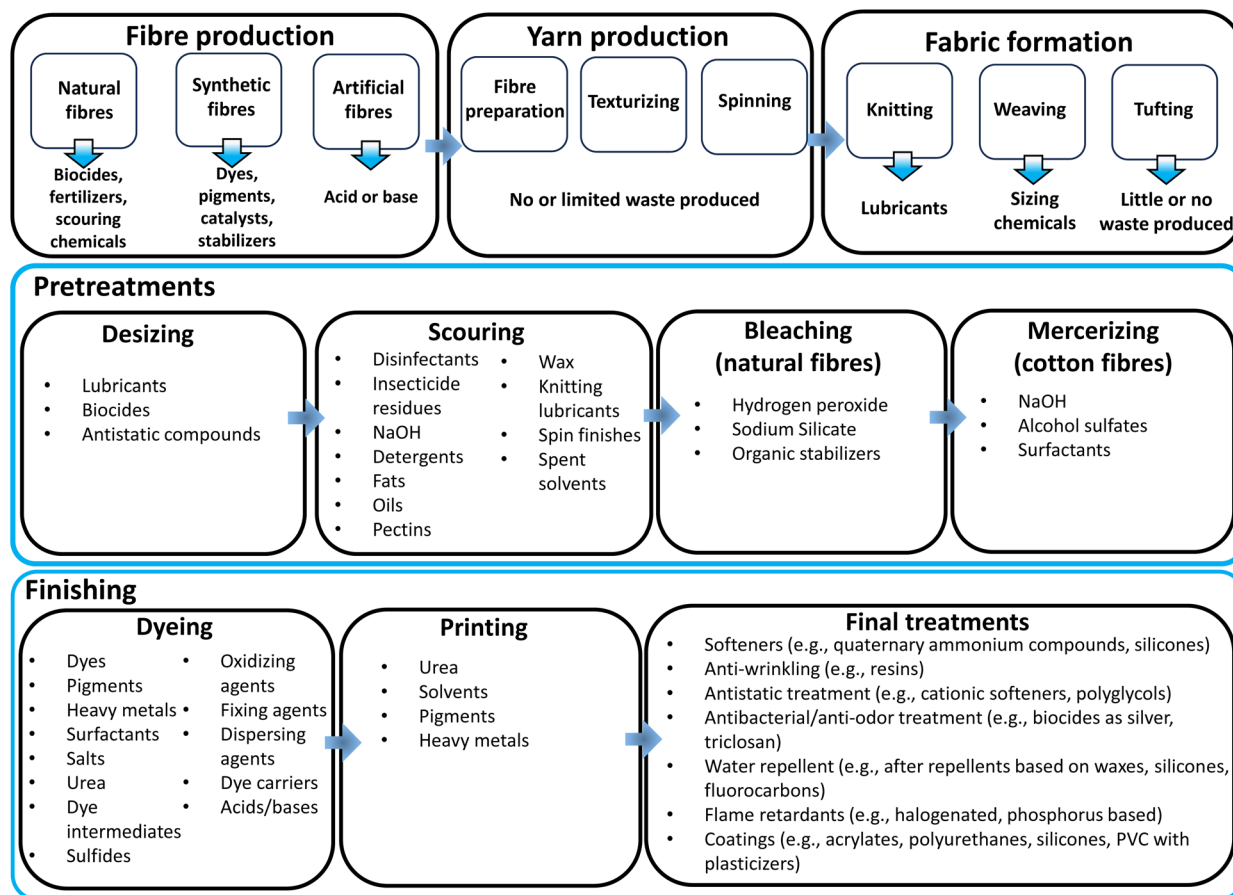 Fibre production
Natural
fibres
Synthetic
fibres
Artificial
fibres
Biocides,
fertilizers,
scouring
chemicals
Dyes,
pigments,
catalysts,
stabilizers
Acid or base
Yarn production
Fibre
preparation
Texturizing
Spinning
No or limited waste produced
Fabric formation
Knitting
Weaving
Tufting
Lubricants
Sizing
chemicals
Little or no
waste produced
Pretreatments
Desizing
• Lubricants
• Biocides
• Antistatic compounds
Scouring
• Disinfectants
• Insecticide
residues
• NaOH
• Detergents
• Fats
• Oils
• Pectins
• Wax
• Knitting
lubricants
• Spin finishes
• Spent
solvents
Bleaching
(natural fibres)
• Hydrogen peroxide
• Sodium Silicate
• Organic stabilizers
Mercerizing
(cotton fibres)
• NaOH
• Alcohol sulfates
• Surfactants
Finishing
Dyeing
• Dyes
• Pigments
• Heavy metals
• Surfactants
• Salts
• Urea
• Dye
intermediates
• Sulfides
• Oxidizing
agents
• Fixing agents
• Dispersing
agents
• Dye carriers
• Acids/bases
Printing
• Urea
• Solvents
• Pigments
• Heavy metals
Final treatments
• Softeners (e.g., quaternary ammonium compounds, silicones)
• Anti-wrinkling (e.g., resins)
• Antistatic treatment (e.g., cationic softeners, polyglycols)
• Antibacterial/anti-odor treatment (e.g., biocides as silver,
triclosan)
• Water repellent (e.g., after repellents based on waxes, silicones,
fluorocarbons)
• Flame retardants (e.g., halogenated, phosphorus based)
• Coatings (e.g., acrylates, polyurethanes, silicones, PVC with
plasticizers)